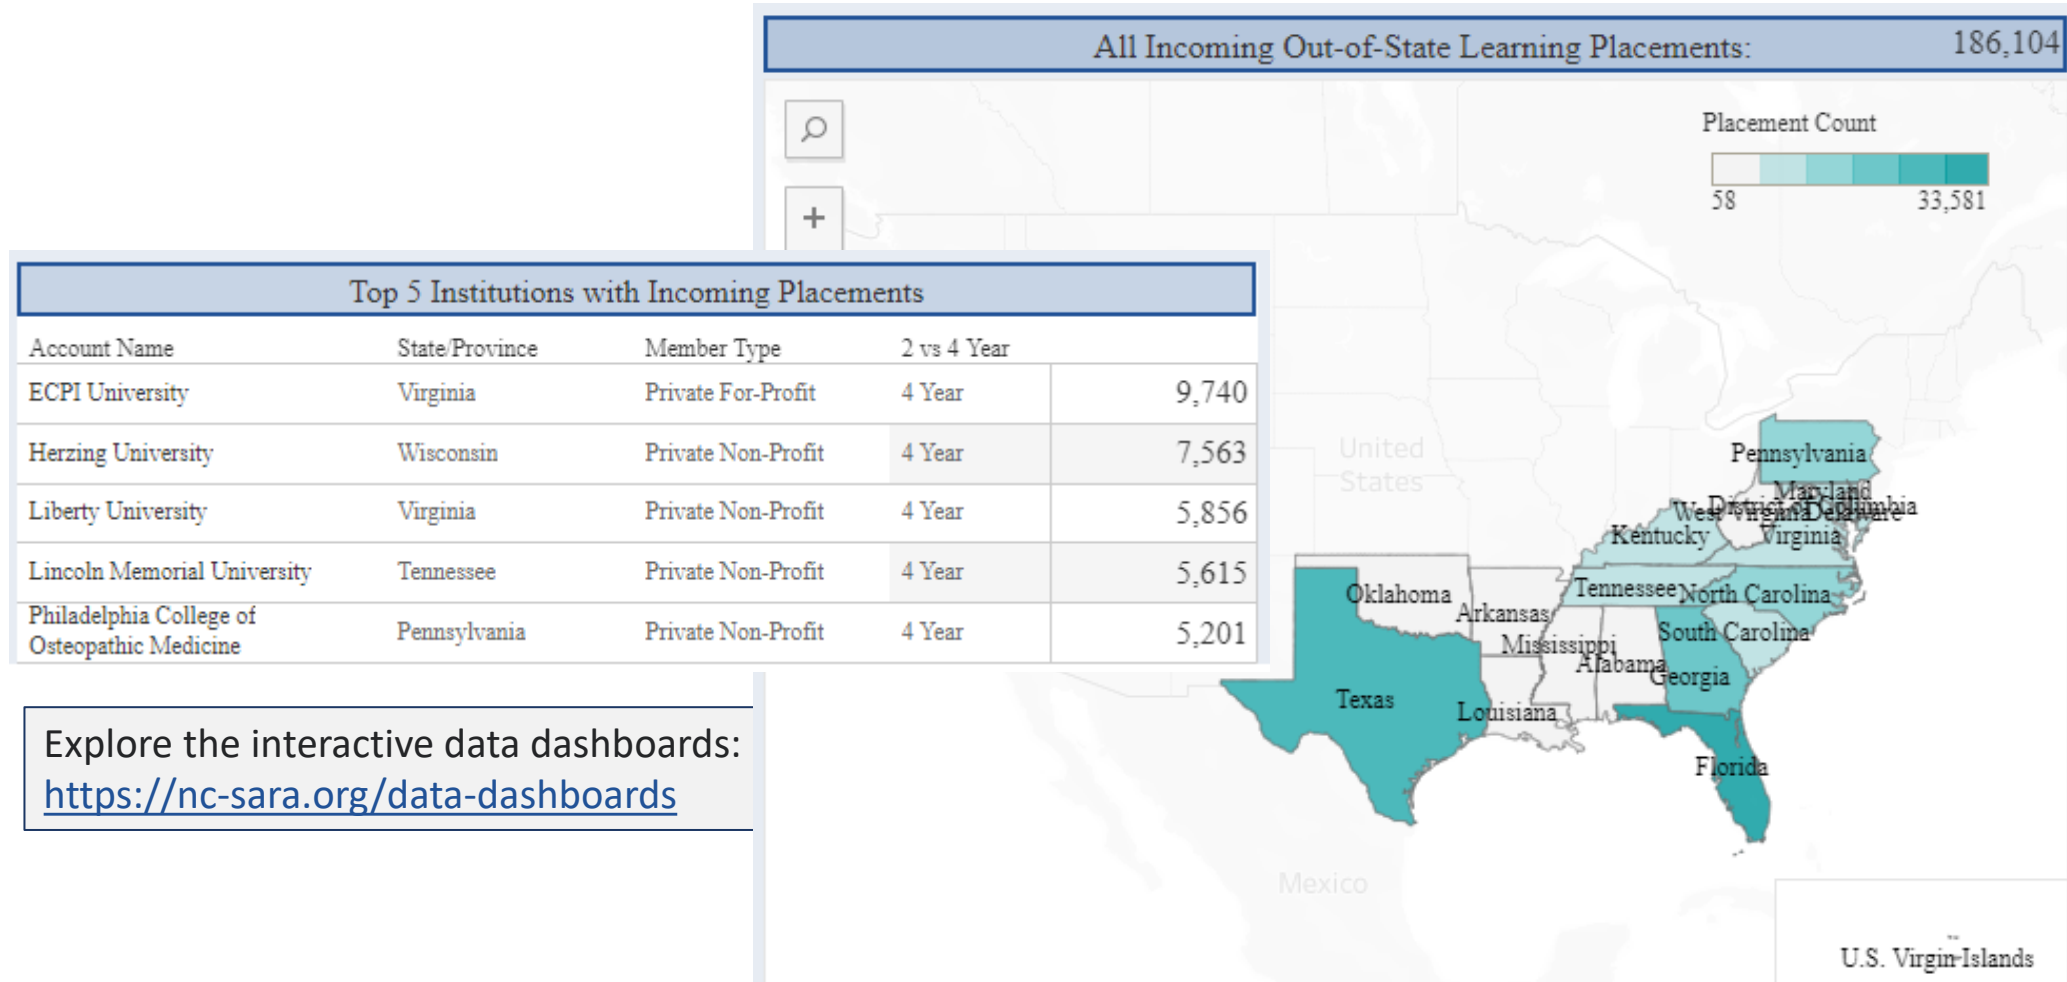 All Incoming Out-of-State Learning Placements: 186,104
Placement Count
58 33,581
Top 5 Institutions with Incoming Placements
Account Name State/Province Member Type 2 vs 4 Year
ECPI University Virginia Private For-Profit 4 Year 9,740
Herzing University Wisconsin Private Non-Profit 4 Year 7,563
Liberty University Virginia Private Non-Profit 4 Year 5,856
Lincoln Memorial University Tennessee Private Non-Profit 4 Year 5,615
Philadelphia College of
Osteopathic Medicine Pennsylvania Private Non-Profit 4 Year 5,201
Explore the interactive data dashboards:
https://nc-sara.org/data-dashboards
United
States
Pennsylvania
Maryland
District of Columbia
West Virginia Delaware
Kentucky Virginia
Oklahoma Tennessee North Carolina
Arkansas
South Carolina
Mississippi
Alabama
Georgia
Texas
Louisiana
Florida
Mexico
U.S. Virgin Islands